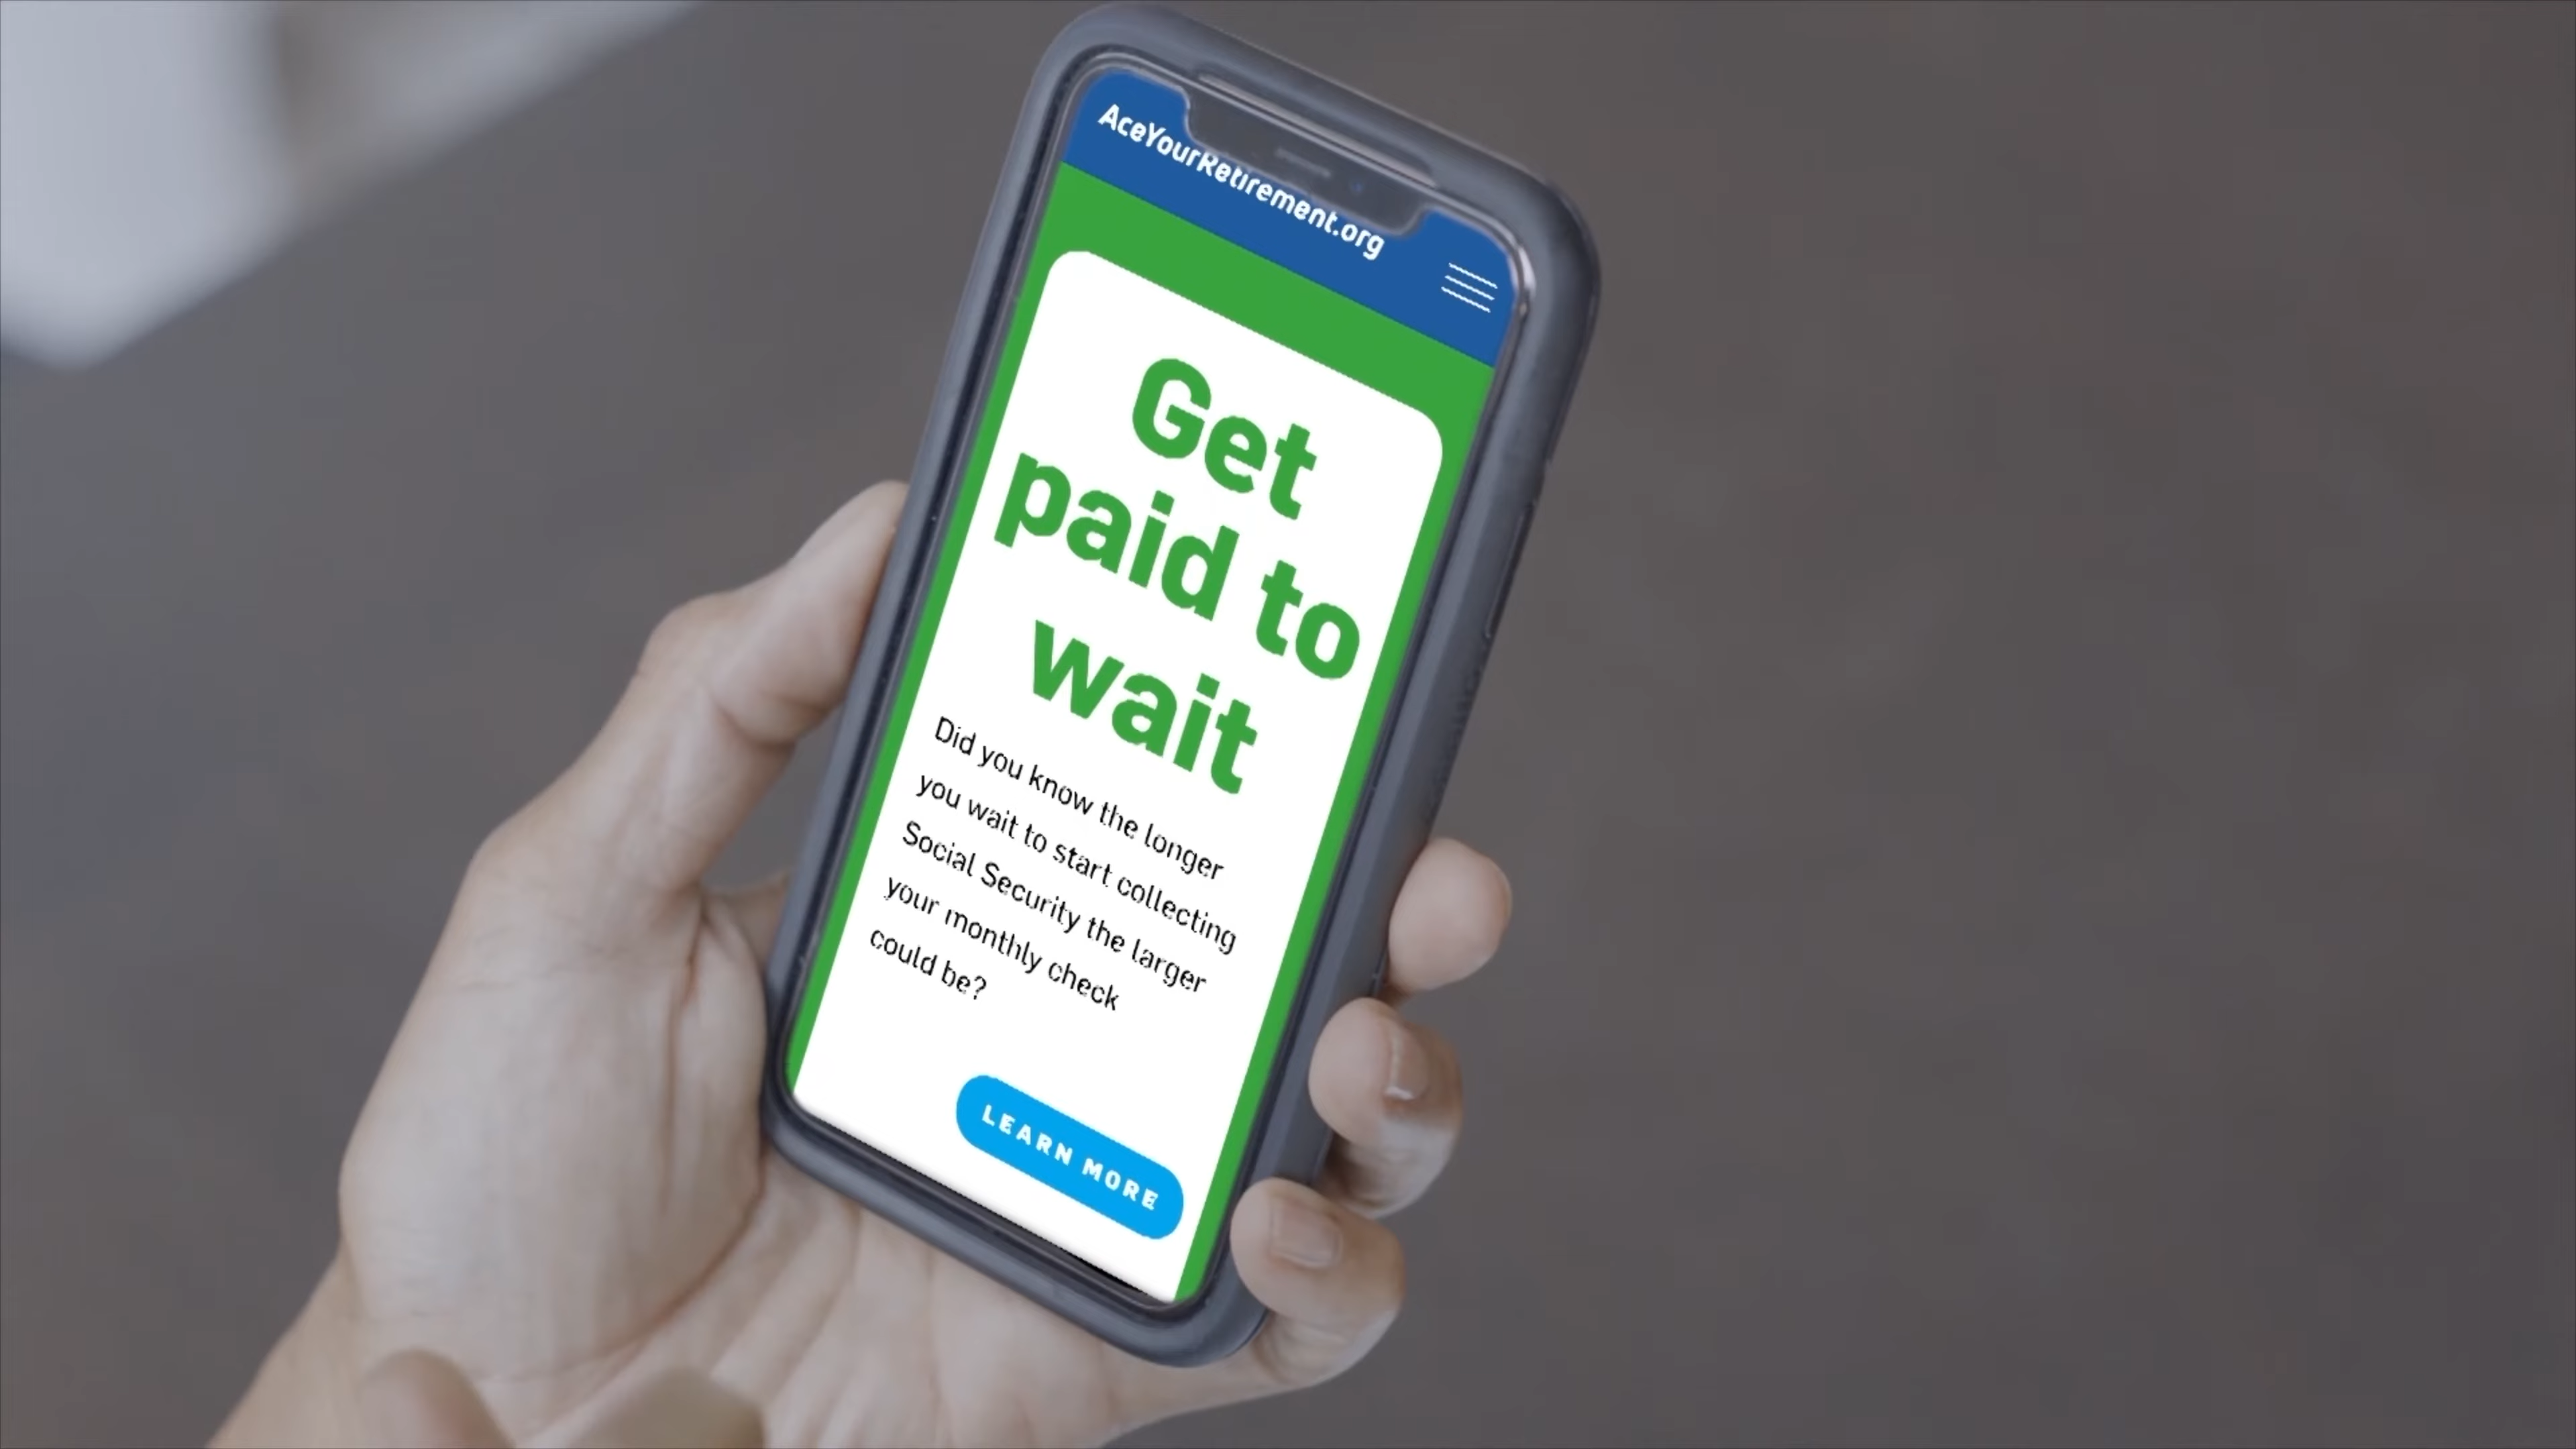 AceYourRetirement.org
Get
paid to
wait
Did you know the longer
you wait to start collecting
Social Security the larger
your monthly check
could be?
LEARN MORE